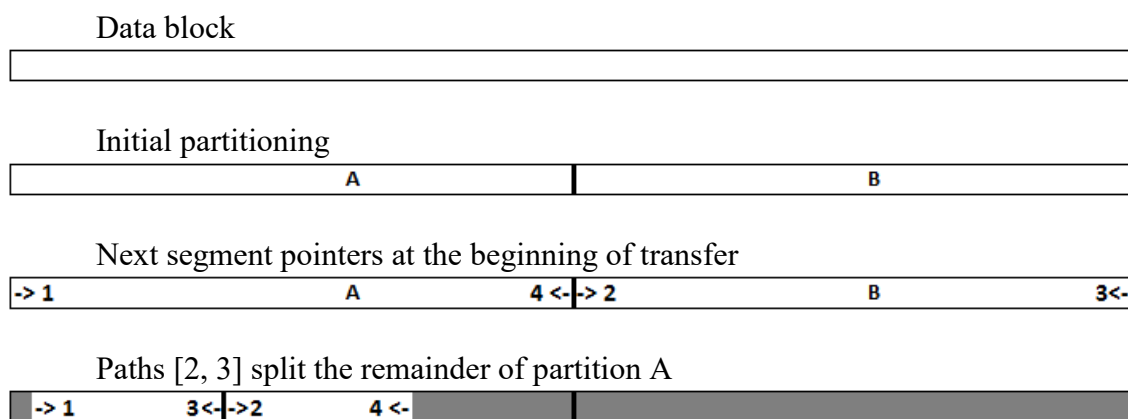 Data block
Initial partitioning
A B
Next segment pointers at the beginning of transfer
-> 1 A 4 <- -> 2 B 3<-
Paths [2, 3] split the remainder of partition A
-> 1 3<- ->2 4 <-